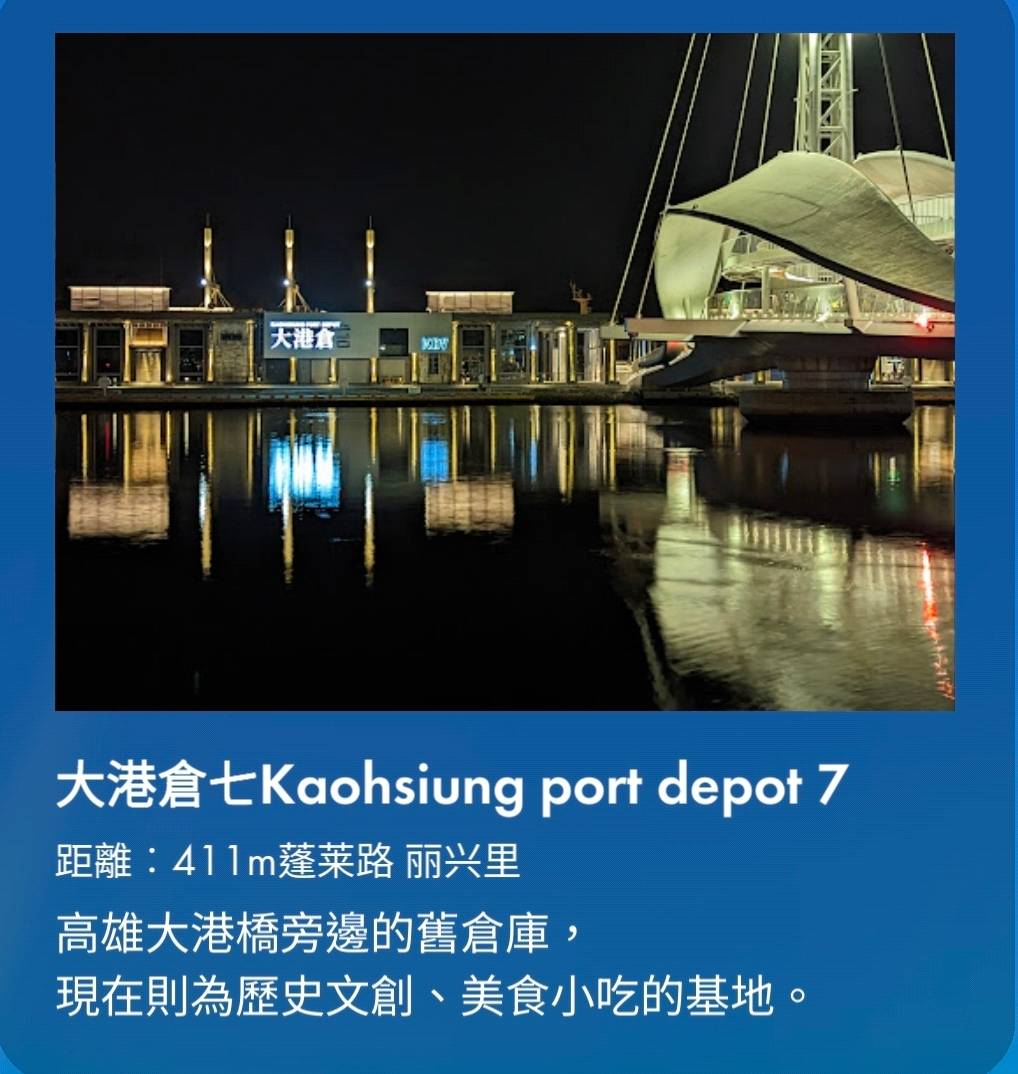 大港倉
大港倉七Kaohsiung port depot 7
距離：411m蓬莱路 丽兴里
高雄大港橋旁邊的舊倉庫，
現在則為歷史文創、美食小吃的基地。